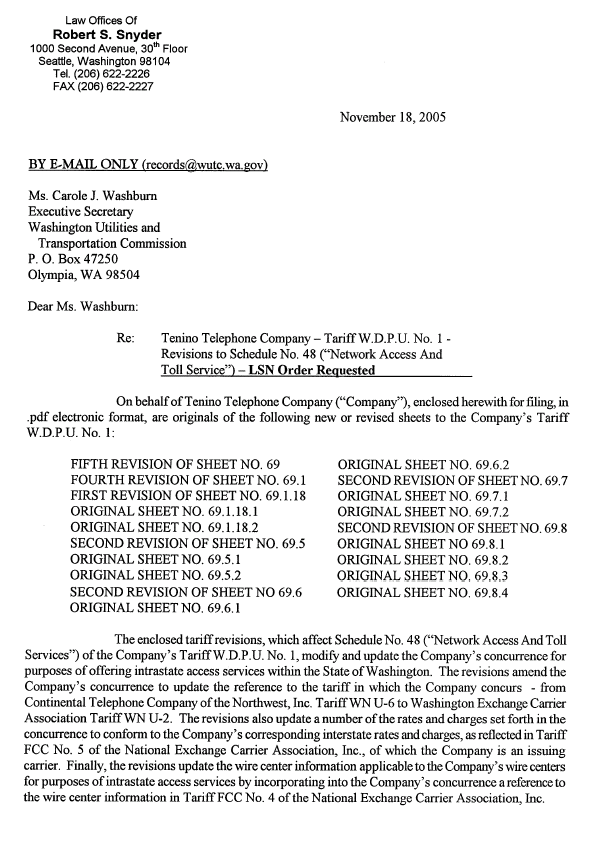 Law Offices Of
Robert S. Snyder
1000 Second Avenue, 30th Floor
Seattle, Washington 98104
Tel. (206) 622-2226
FAX (206) 622-2227
November 18, 2005
BY E-MAIL ONLY (records@wutc.wa.gov)
Ms. Carole J. Washburn
Executive Secretary
Washington Utilities and
Transportation Commission
P. O. Box 47250
Olympia, WA 98504
Dear Ms. Washburn:
Re: Tenino Telephone Company – Tariff W.D.P.U. No. 1 -
Revisions to Schedule No. 48 (“Network Access And
Toll Service”) – LSN Order Requested
On behalf of Tenino Telephone Company (“Company”), enclosed herewith for filing, in
.pdf electronic format, are originals of the following new or revised sheets to the Company’s Tariff
W.D.P.U. No. 1:
FIFTH REVISION OF SHEET NO. 69
FOURTH REVISION OF SHEET NO. 69.1
FIRST REVISION OF SHEET NO. 69.1.18
ORIGINAL SHEET NO. 69.1.18.1
ORIGINAL SHEET NO. 69.1.18.2
SECOND REVISION OF SHEET NO. 69.5
ORIGINAL SHEET NO. 69.5.1
ORIGINAL SHEET NO. 69.5.2
SECOND REVISION OF SHEET NO 69.6
ORIGINAL SHEET NO. 69.6.1
ORIGINAL SHEET NO. 69.6.2
SECOND REVISION OF SHEET NO. 69.7
ORIGINAL SHEET NO. 69.7.1
ORIGINAL SHEET NO. 69.7.2
SECOND REVISION OF SHEET NO. 69.8
ORIGINAL SHEET NO 69.8.1
ORIGINAL SHEET NO. 69.8.2
ORIGINAL SHEET NO. 69.8.3
ORIGINAL SHEET NO. 69.8.4
The enclosed tariff revisions, which affect Schedule No. 48 (“Network Access And Toll
Services”) of the Company’s Tariff W.D.P.U. No. 1, modify and update the Company’s concurrence for
purposes of offering intrastate access services within the State of Washington. The revisions amend the
Company’s concurrence to update the reference to the tariff in which the Company concurs - from
Continental Telephone Company of the Northwest, Inc. Tariff WN U-6 to Washington Exchange Carrier
Association Tariff WN U-2. The revisions also update a number of the rates and charges set forth in the
concurrence to conform to the Company’s corresponding interstate rates and charges, as reflected in Tariff
FCC No. 5 of the National Exchange Carrier Association, Inc., of which the Company is an issuing
carrier. Finally, the revisions update the wire center information applicable to the Company’s wire centers
for purposes of intrastate access services by incorporating into the Company’s concurrence a reference to
the wire center information in Tariff FCC No. 4 of the National Exchange Carrier Association, Inc.